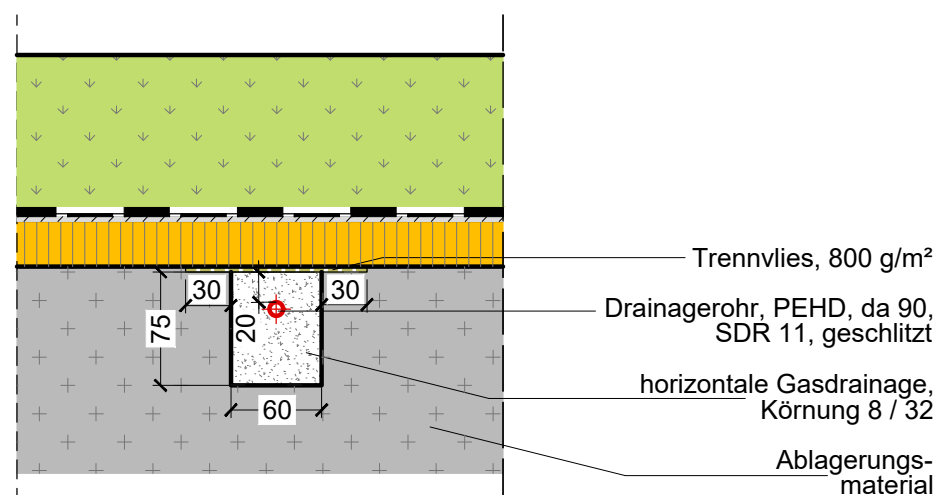 Trennvlies, 800 g/m²
30
30
Drainagerohr, PEHD, da 90,
SDR 11, geschlitzt
75
20
horizontale Gasdrainage,
Körnung 8 / 32
60
Ablagerungs-
material